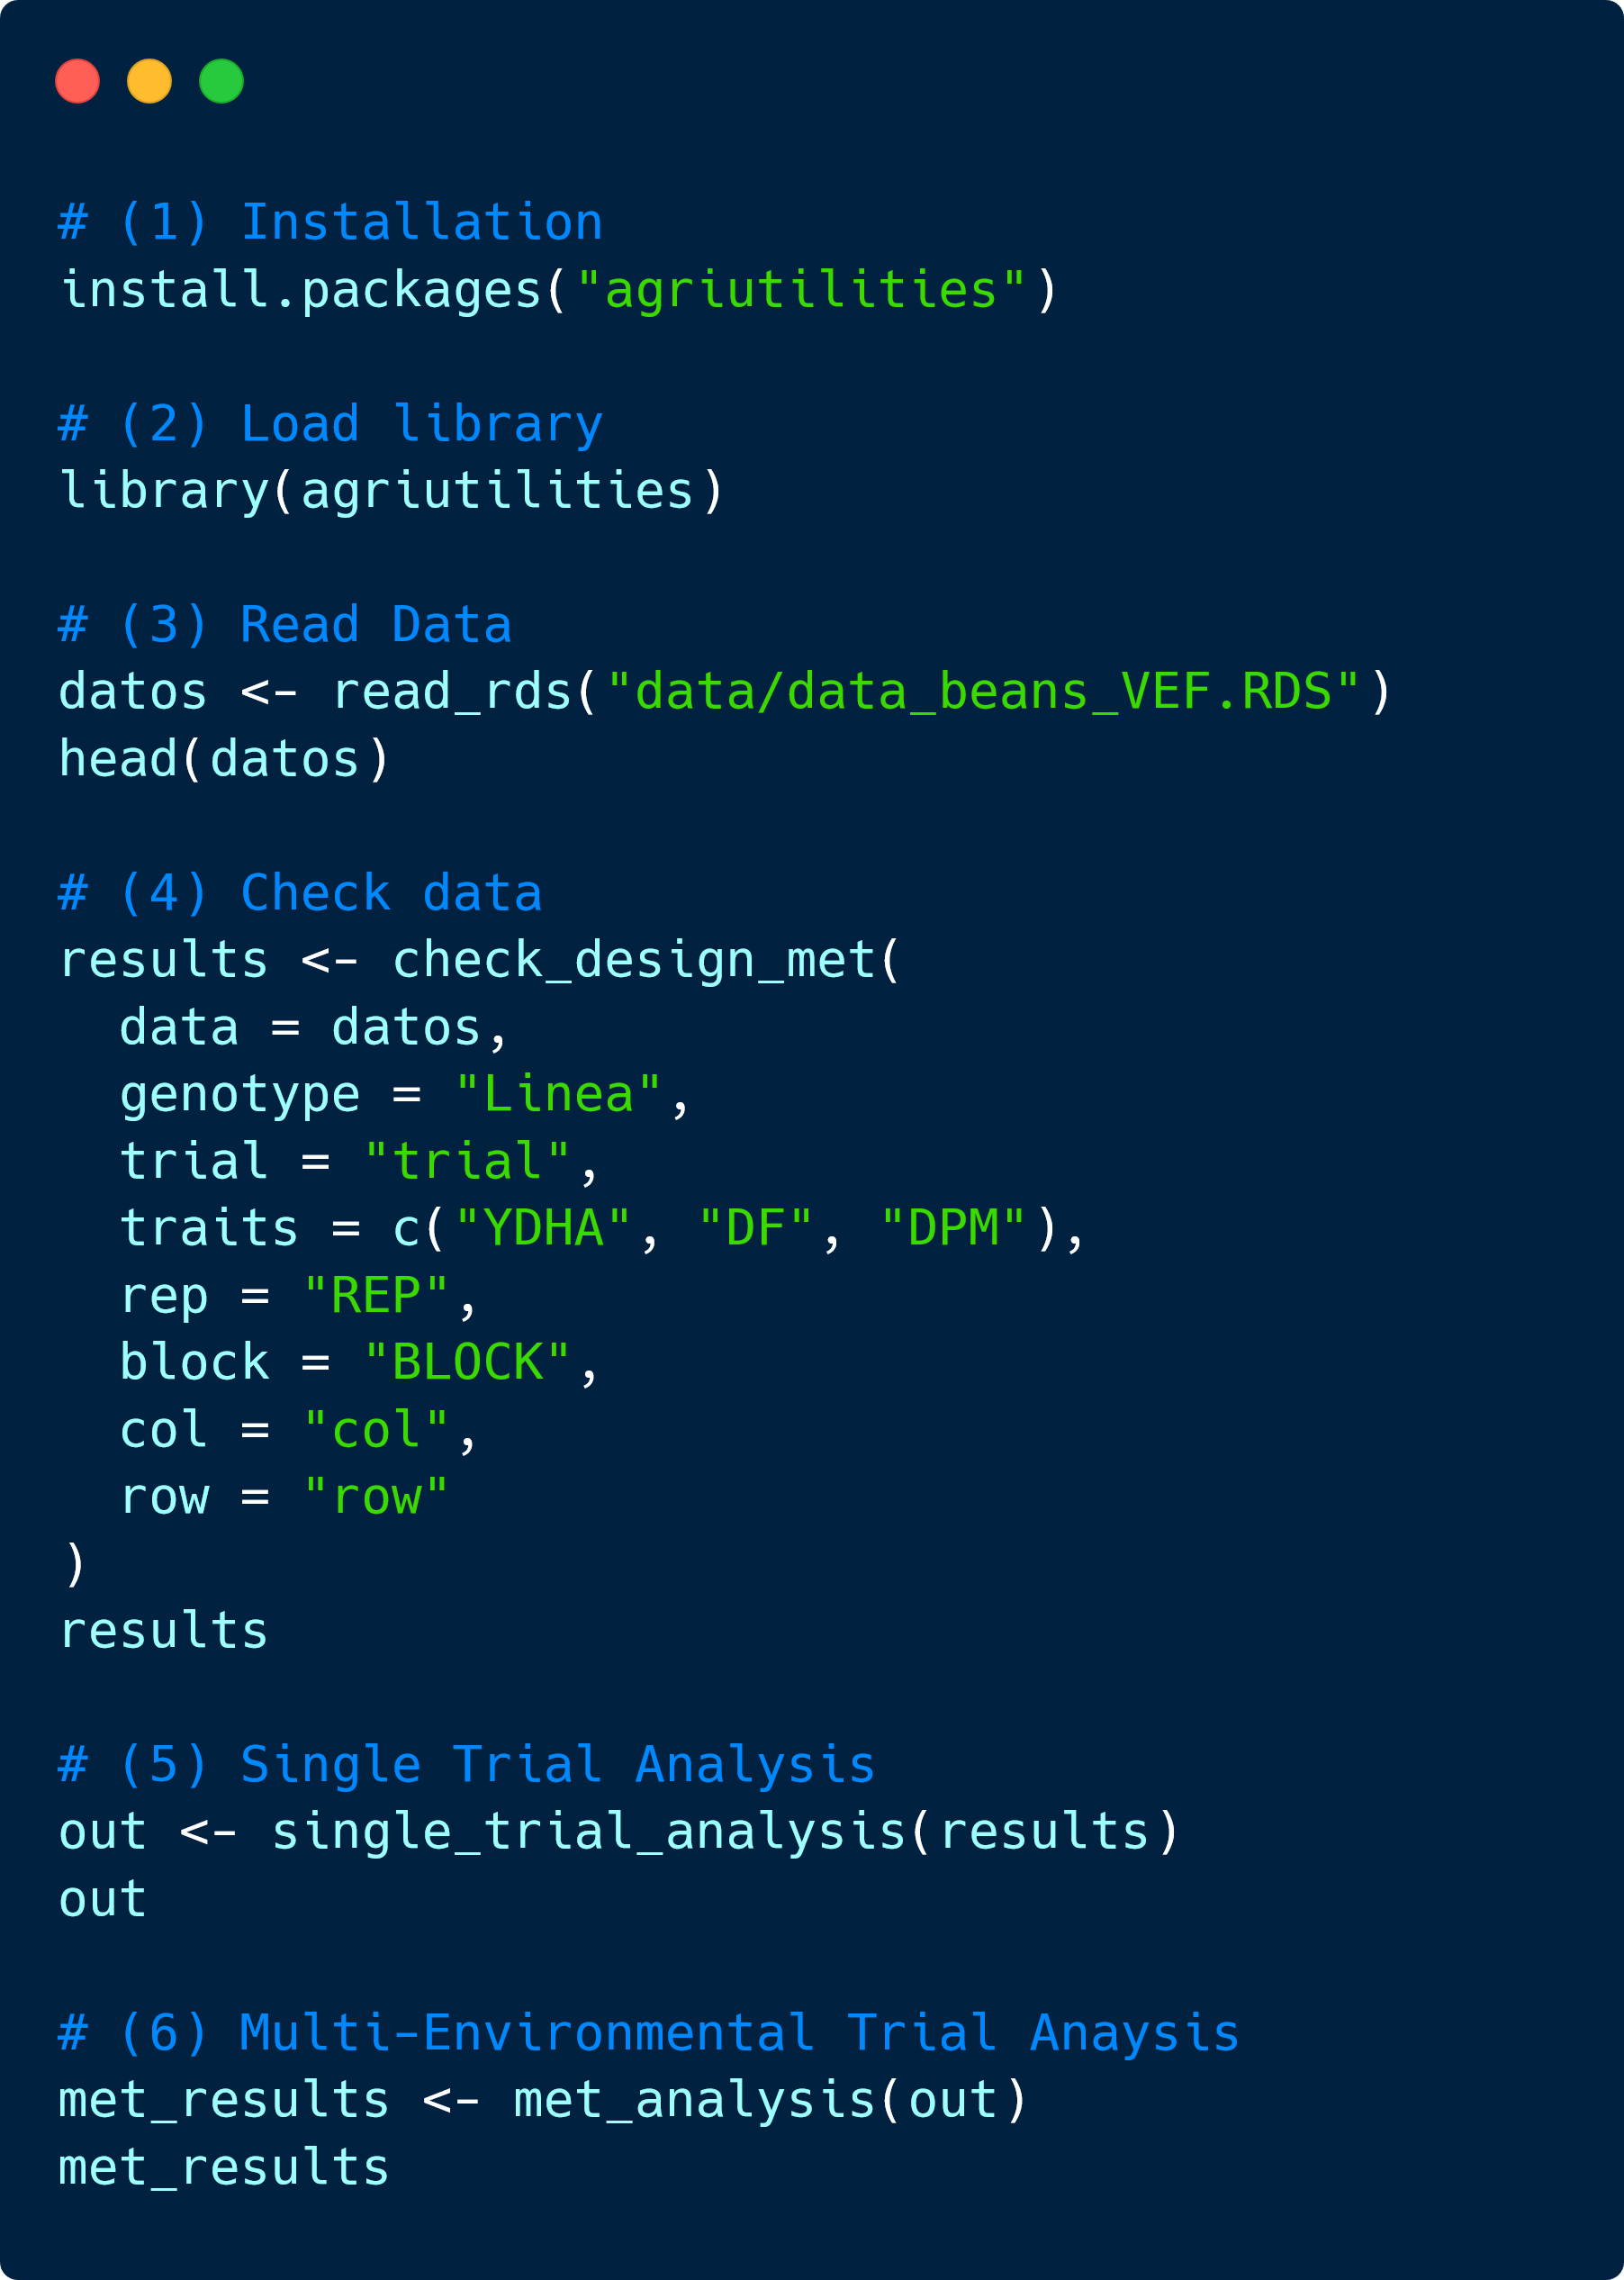 # (1) Installation
install.packages("agriutilities")
# (2) Load library
library(agriutilities)
# (3) Read Data
datos <- read_rds("data/data_beans_VEF.RDS")
head(datos)
# (4) Check data
results <- check_design_met(
  data = datos,
  genotype = "Linea",
  trial = "trial",
  traits = c("YDHA", "DF", "DPM"),
  rep = "REP",
  block = "BLOCK",
  col = "col",
  row = "row"
)
results
# (5) Single Trial Analysis
out <- single_trial_analysis(results)
out
# (6) Multi-Environmental Trial Anaysis
met_results <- met_analysis(out)
met_results